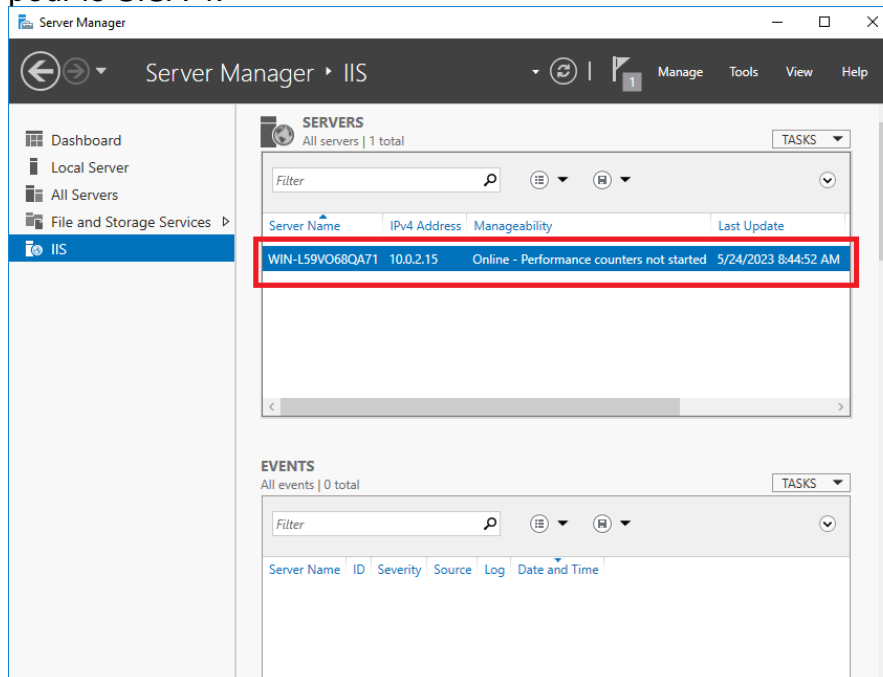 Server Manager
Server Manager ‣ IIS
1
Manage Tools View Help
Dashboard
Local Server
All Servers
File and Storage Services
IIS
SERVERS
All servers | 1 total
TASKS
Filter
Server Name IPv4 Address Manageability Last Update
WIN-L59VO68QA71 10.0.2.15 Online - Performance counters not started 5/24/2023 8:44:52 AM
EVENTS
All events | 0 total
TASKS
Filter
Server Name ID Severity Source Log Date and Time